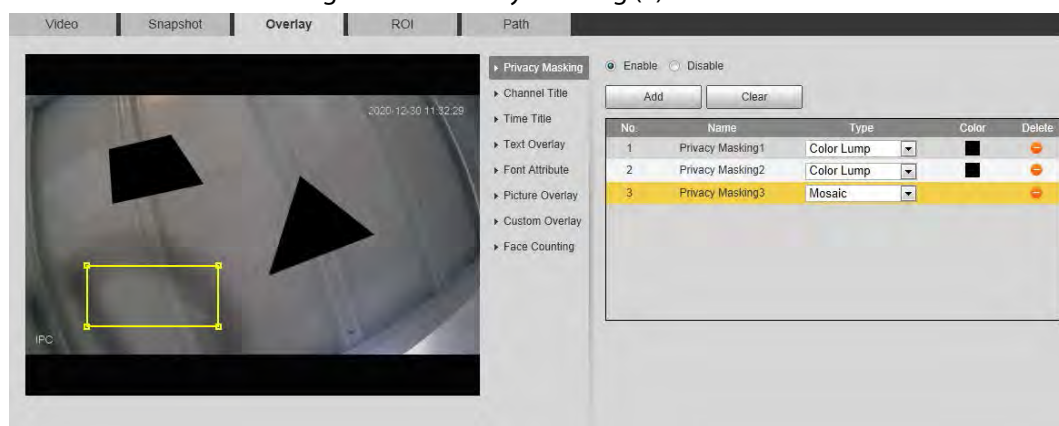 Video Snapshot Overlay ROI Path
2020-12-30 11:32:29
IPC
Privacy Masking
Channel Title
Time Title
Text Overlay
Font Attribute
Picture Overlay
Custom Overlay
Face Counting
Enable Disable
Add Clear
No Name Type Color Delete
1 Privacy Masking1 Color Lump
2 Privacy Masking2 Color Lump
3 Privacy Masking3 Mosaic